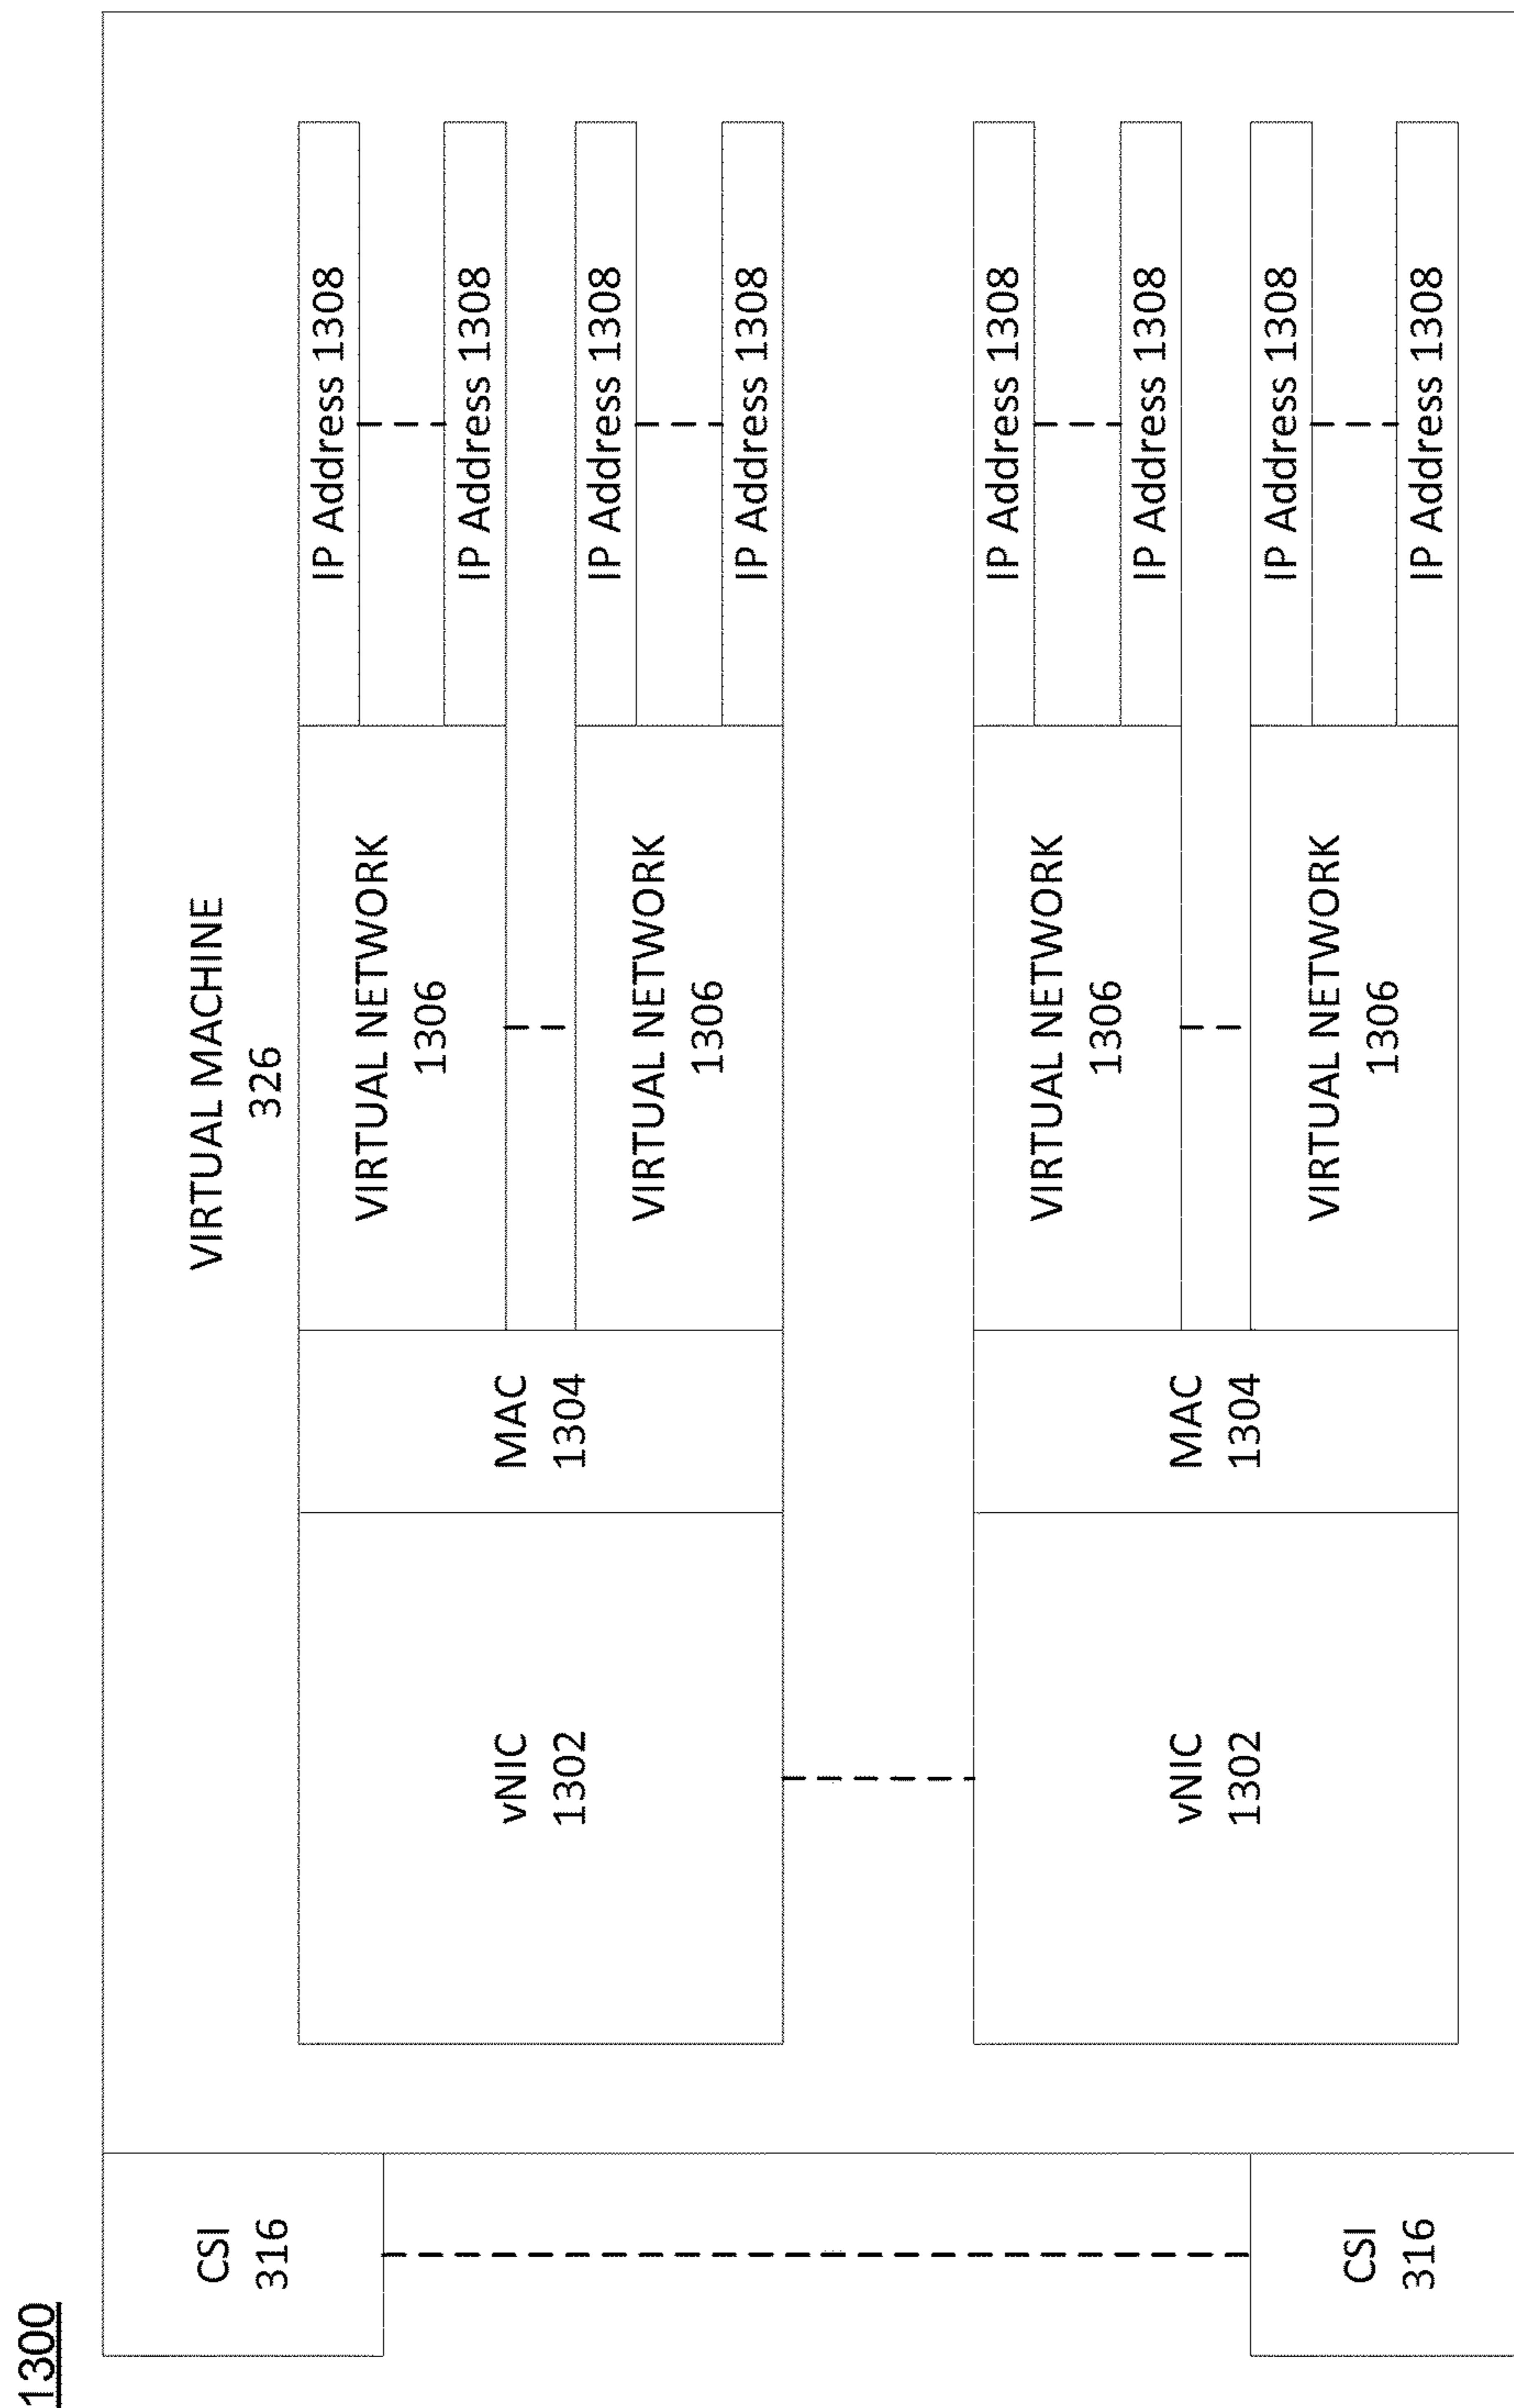 1300
VIRTUAL MACHINE
326
CSI
316
vNIC
1302
MAC
1304
VIRTUAL NETWORK
1306
IP Address 1308
IP Address 1308
VIRTUAL NETWORK
1306
IP Address 1308
IP Address 1308
vNIC
1302
MAC
1304
VIRTUAL NETWORK
1306
IP Address 1308
IP Address 1308
VIRTUAL NETWORK
1306
IP Address 1308
IP Address 1308
CSI
316